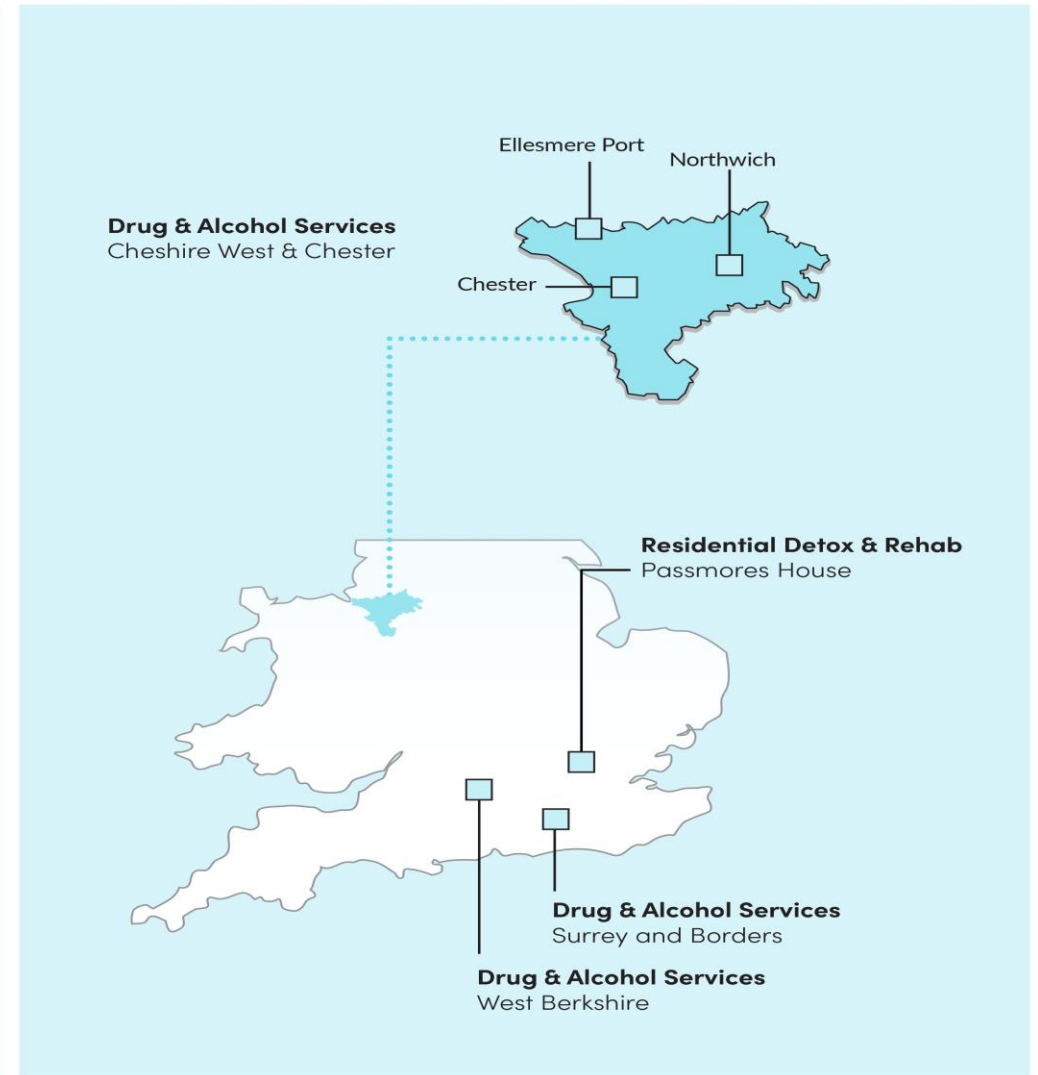 Ellesmere Port
Northwich
Drug & Alcohol Services
Cheshire West & Chester
Chester
Residential Detox & Rehab
Passmores House
Drug & Alcohol Services
Surrey and Borders
Drug & Alcohol Services
West Berkshire